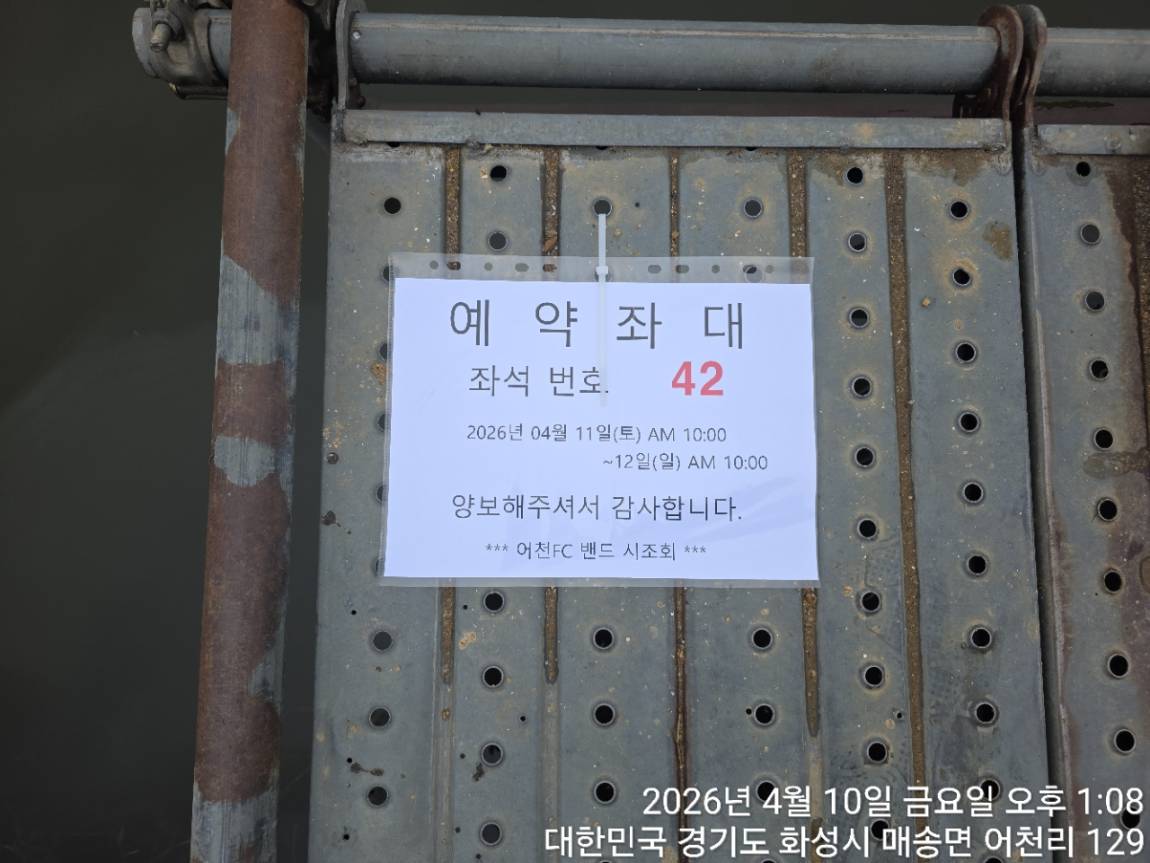 예 약 좌 대
좌석 번호 42
2026년 04월 11일(토) AM 10:00
~12일(일) AM 10:00
양보해주셔서 감사합니다.
*** 어천FC 밴드 시조회 ***
2026년 4월 10일 금요일 오후 1:08
대한민국 경기도 화성시 매송면 어천리 129